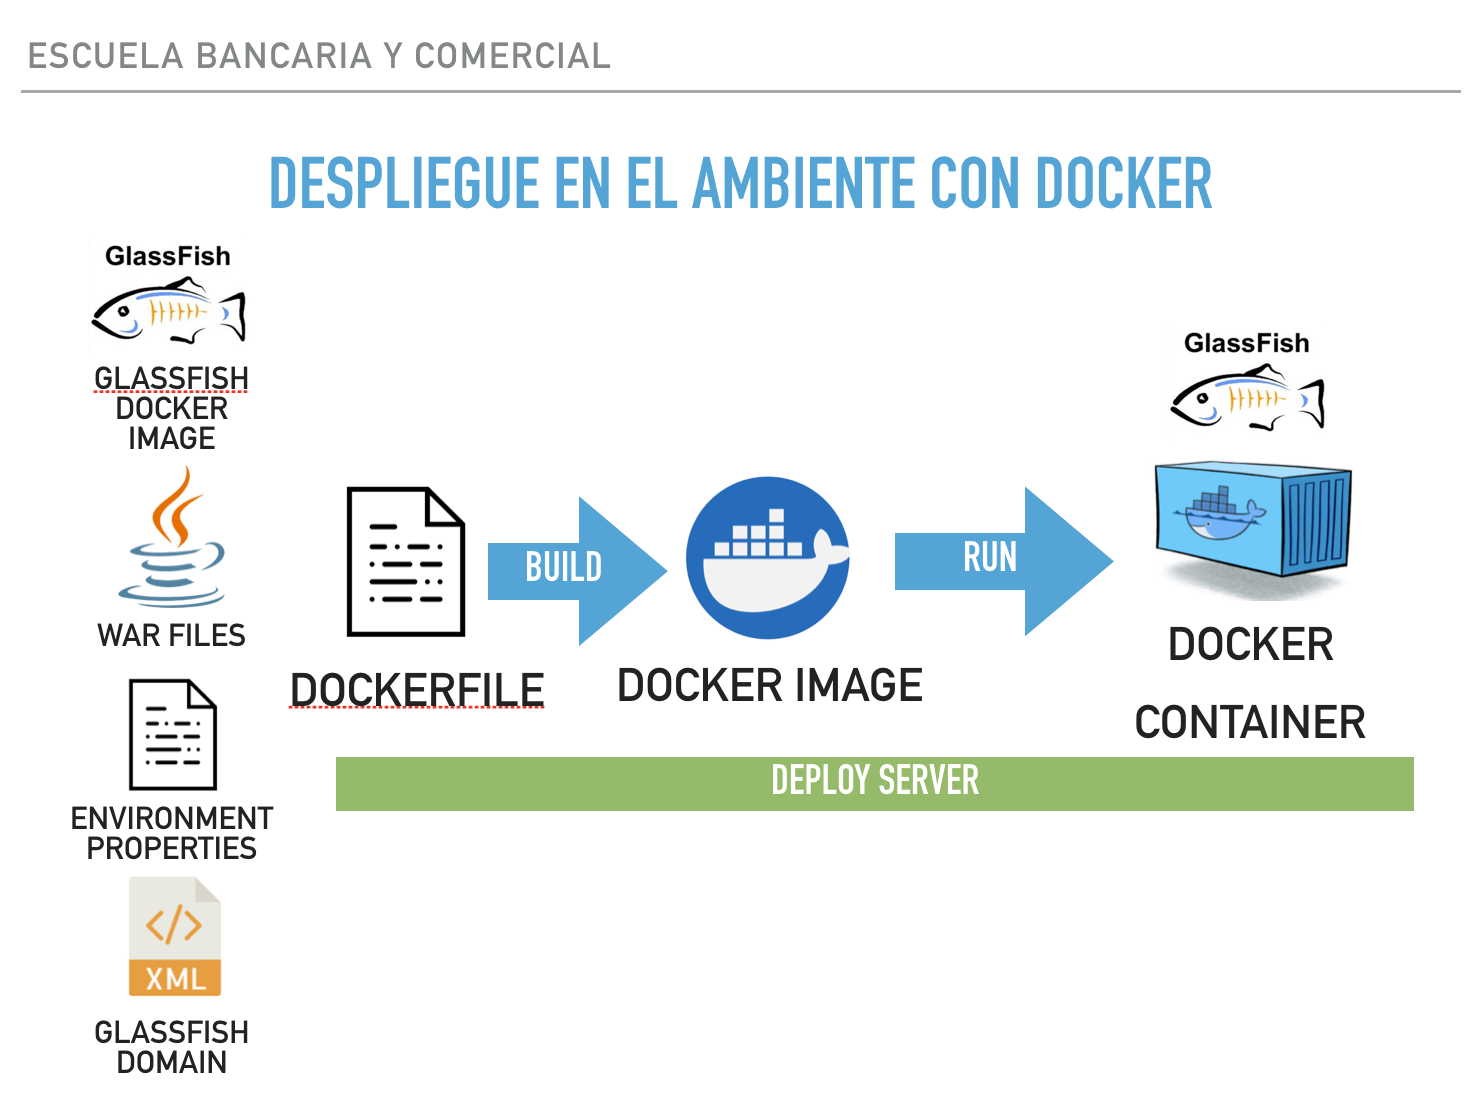 ESCUELA BANCARIA Y COMERCIAL
DESPLIEGUE EN EL AMBIENTE CON DOCKER
GlassFish
GLASSFISH
DOCKER
IMAGE
WAR FILES
ENVIRONMENT
PROPERTIES
XML
GLASSFISH
DOMAIN
DOCKERFILE
BUILD
DOCKER IMAGE
RUN
GlassFish
DOCKER
CONTAINER
DEPLOY SERVER